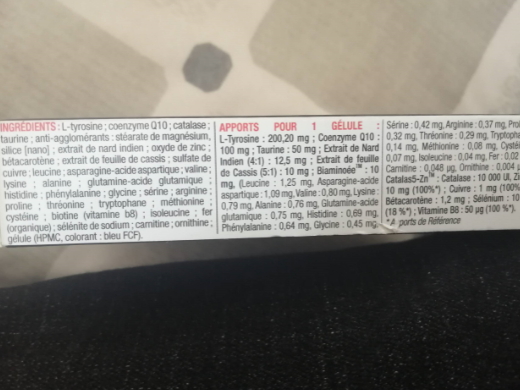 INGRÉDIENTS : L-tyrosine ; coenzyme Q10 ; catalase ;
taurine ; anti-agglomérants : stéarate de magnésium,
silice [nano] ; extrait de nard indien ; oxyde de zinc ;
bêtacarotène ; extrait de feuille de cassis ; sulfate de
cuivre ; leucine ; asparagine-acide aspartique ; valine ;
lysine ; alanine ; glutamine-acide glutamique ;
histidine ; phénylalanine ; glycine ; sérine ; arginine ;
proline ; thréonine ; tryptophane ; méthionine ;
cystéine ; biotine (vitamine b8) ; isoleucine ; fer
(organique) ; sélénite de sodium ; carnitine ; ornithine ;
gélule (HPMC, colorant : bleu FCF).
APPORTS POUR 1 GÉLULE :
L-Tyrosine : 200,20 mg ; Coenzyme Q10 :
100 mg ; Taurine : 50 mg ; Extrait de Nard
Indien (4:1) : 12,5 mg ; Extrait de feuille
de Cassis (5:1) : 10 mg ; Biaminoée™ : 10
mg, (Leucine : 1,25 mg, Asparagine-acide
aspartique : 1,09 mg, Valine : 0,80 mg, Lysine :
0,79 mg, Alanine : 0,76 mg, Glutamine-acide
glutamique : 0,75 mg, Histidine : 0,69 mg,
Phénylalanine : 0,64 mg, Glycine : 0,45 mg,
Sérine : 0,42 mg, Arginine : 0,37 mg,
0,32 mg, Thréonine : 0,29 mg,
0,14 mg, Méthionine : 0,08 mg,
0,07 mg, Isoleucine : 0,04 mg, Fer : 0,02
Carnitine : 0,048 µg, Ornithine : 0,004
Catalas5-Zn™ : Catalase : 10 000 UI,
10 mg (100%*) ; Cuivre : 1 mg (100%
Bêtacarotène : 1,2 mg ; Sélénium : 10
(18 %*) ; Vitamine B8 : 50 µg (100 %*).
de Référence